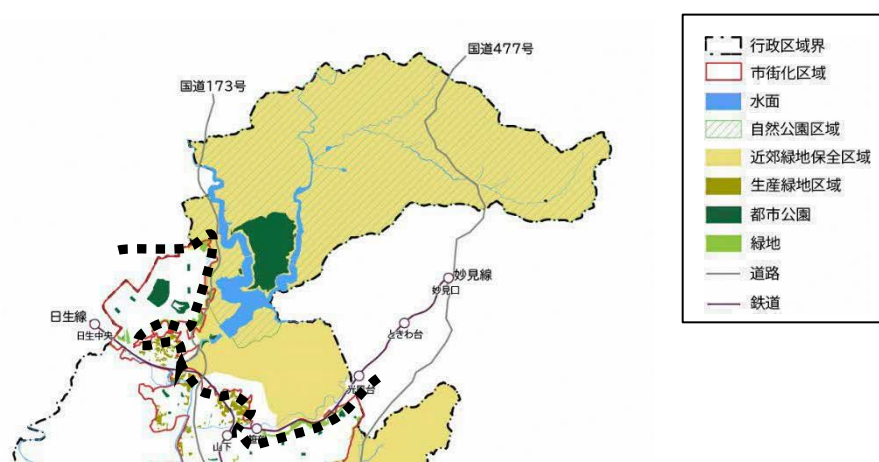 国道477号
国道173号
妙見線
妙見口
日生線
日生中央
ときわ台
光風台
山下
行政区域界
市街化区域
水面
自然公園区域
近郊緑地保全区域
生産緑地区域
都市公園
緑地
道路
鉄道